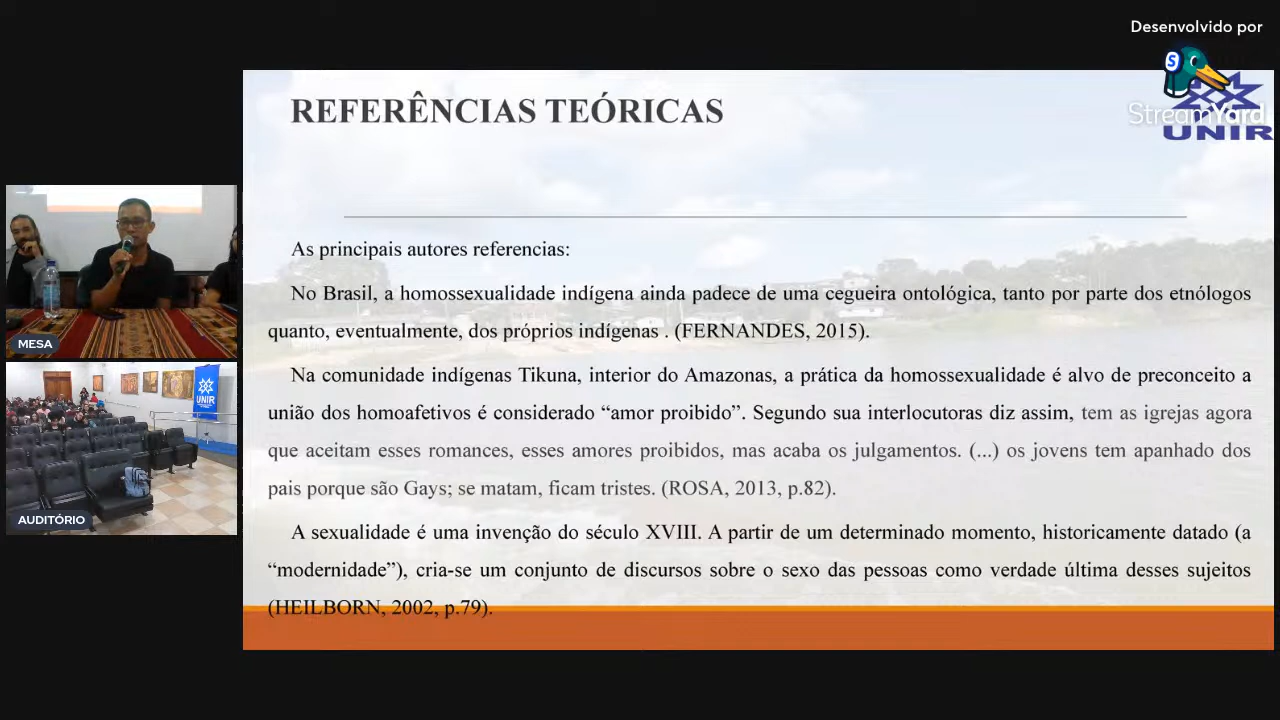 Desenvolvido por
StreamYard
UNIR
REFERÊNCIAS TEÓRICAS
As principais autores referencias:
No Brasil, a homossexualidade indígena ainda padece de uma cegueira ontológica, tanto por parte dos etnólogos
quanto, eventualmente, dos próprios indígenas . (FERNANDES, 2015).
Na comunidade indígenas Tikuna, interior do Amazonas, a prática da homossexualidade é alvo de preconceito a
união dos homoafetivos é considerado “amor proibido”. Segundo sua interlocutoras diz assim, tem as igrejas agora
que aceitam esses romances, esses amores proibidos, mas acaba os julgamentos. (...) os jovens tem apanhado dos
pais porque são Gays; se matam, ficam tristes. (ROSA, 2013, p.82).
A sexualidade é uma invenção do século XVIII. A partir de um determinado momento, historicamente datado (a
“modernidade”), cria-se um conjunto de discursos sobre o sexo das pessoas como verdade última desses sujeitos
(HEILBORN, 2002, p.79).
MESA
UNIR
AUDITÓRIO